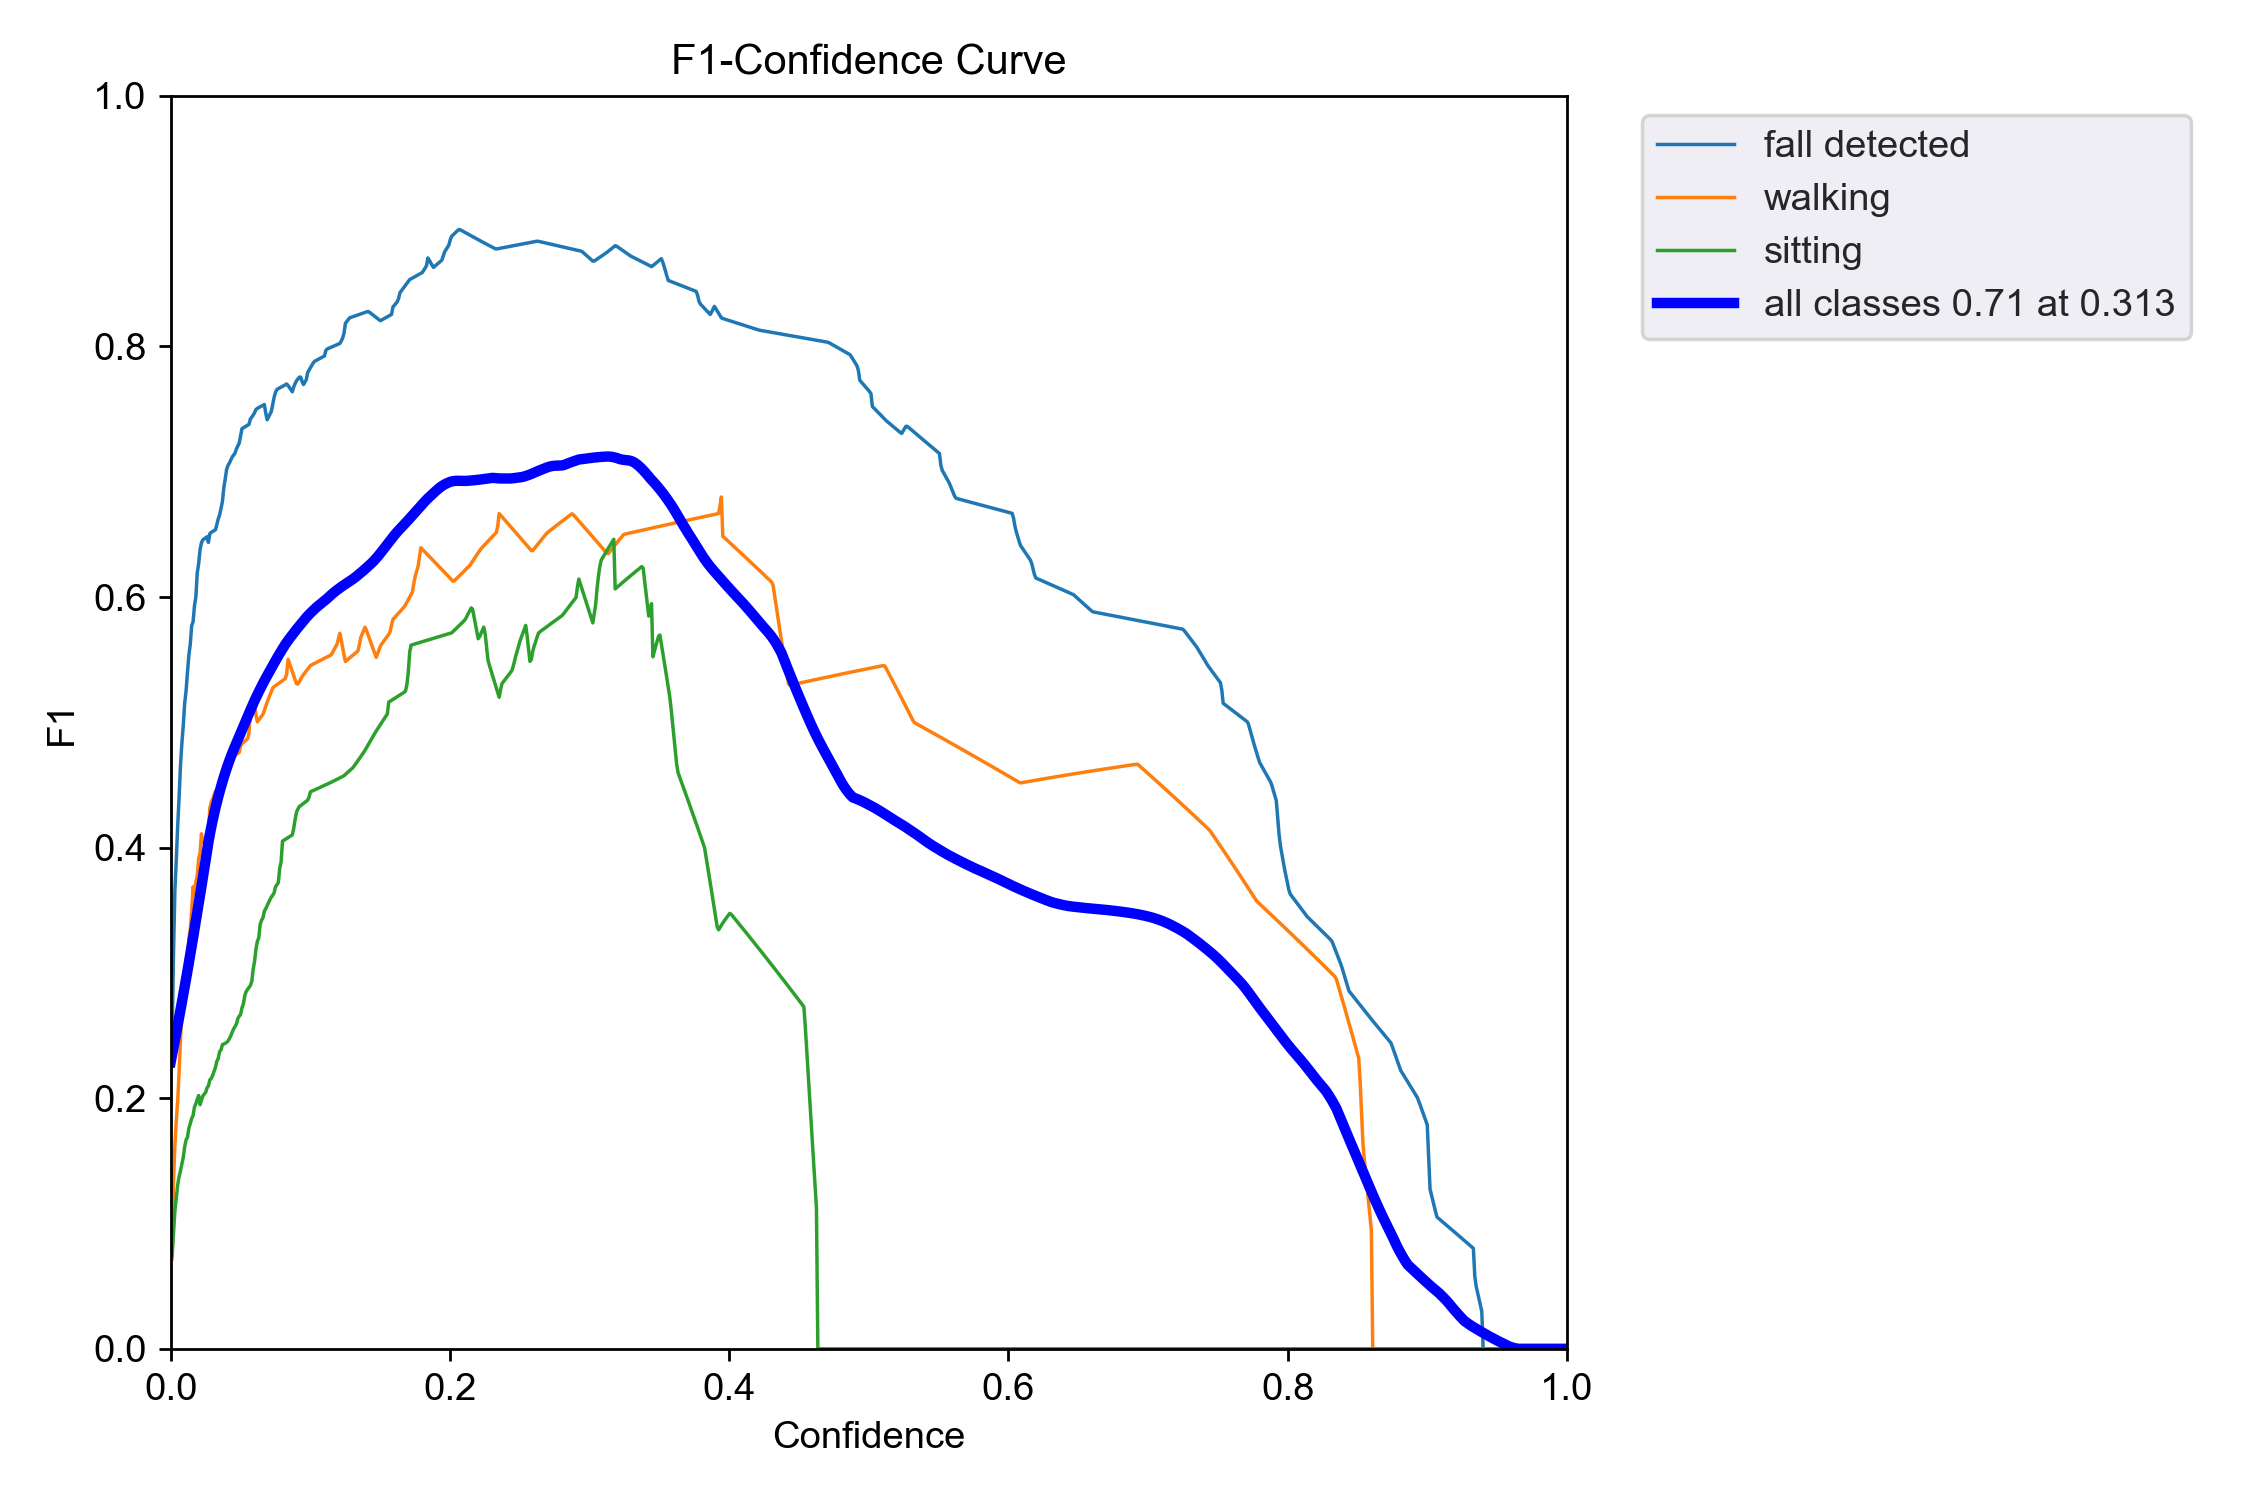 F1-Confidence Curve
1.0
0.8
0.6
0.4
0.2
0.0
F1
0.0 0.2 0.4 0.6 0.8 1.0
Confidence
fall detected
walking
sitting
all classes 0.71 at 0.313